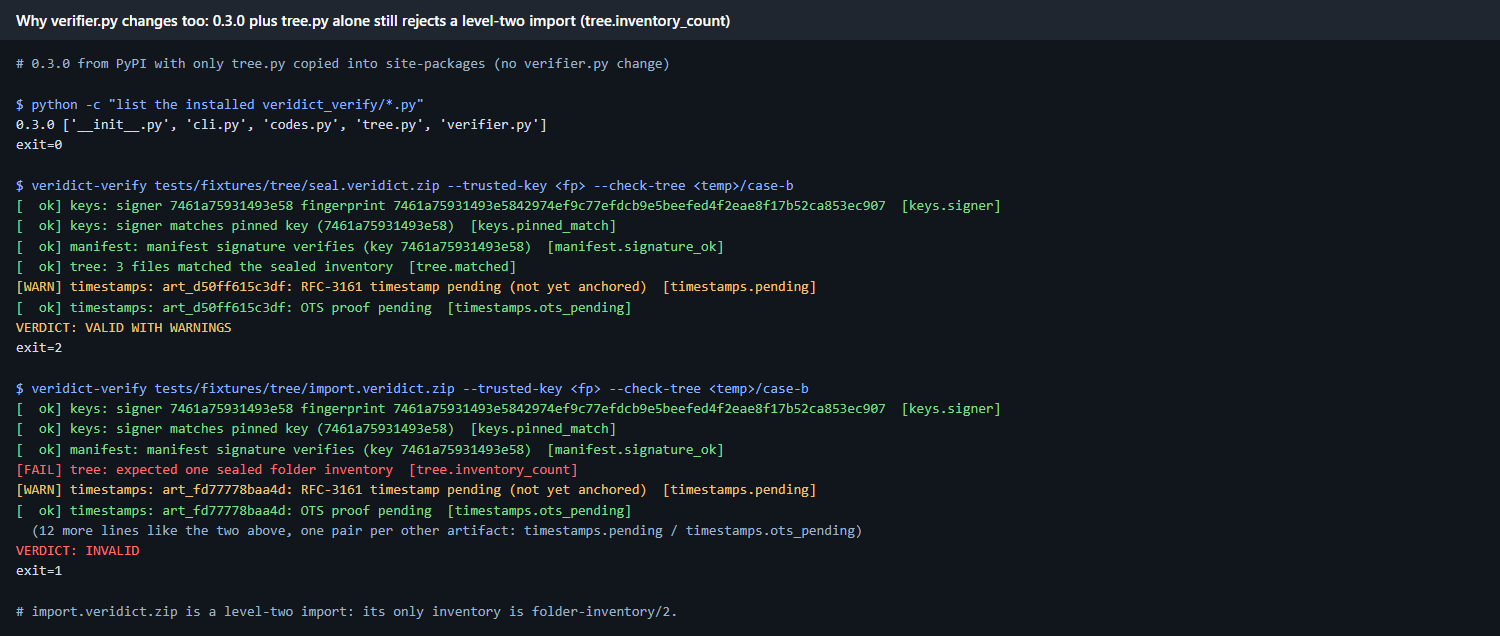 Why verifier.py changes too: 0.3.0 plus tree.py alone still rejects a level-two import (tree.inventory_count)
# 0.3.0 from PyPI with only tree.py copied into site-packages (no verifier.py change)
$ python -c "list the installed veridict_verify/*.py"
0.3.0 ['__init__.py', 'cli.py', 'codes.py', 'tree.py', 'verifier.py']
exit=0
$ veridict-verify tests/fixtures/tree/seal.veridict.zip --trusted-key <fp> --check-tree <temp>/case-b
[  ok] keys: signer 7461a75931493e58 fingerprint 7461a75931493e5842974ef9c77efdcb9e5beefed4f2eae8f17b52ca853ec907  [keys.signer]
[  ok] keys: signer matches pinned key (7461a75931493e58)  [keys.pinned_match]
[  ok] manifest: manifest signature verifies (key 7461a75931493e58)  [manifest.signature_ok]
[  ok] tree: 3 files matched the sealed inventory  [tree.matched]
[WARN] timestamps: art_d50ff615c3df: RFC-3161 timestamp pending (not yet anchored)  [timestamps.pending]
[  ok] timestamps: art_d50ff615c3df: OTS proof pending  [timestamps.ots_pending]
VERDICT: VALID WITH WARNINGS
exit=2
$ veridict-verify tests/fixtures/tree/import.veridict.zip --trusted-key <fp> --check-tree <temp>/case-b
[  ok] keys: signer 7461a75931493e58 fingerprint 7461a75931493e5842974ef9c77efdcb9e5beefed4f2eae8f17b52ca853ec907  [keys.signer]
[  ok] keys: signer matches pinned key (7461a75931493e58)  [keys.pinned_match]
[  ok] manifest: manifest signature verifies (key 7461a75931493e58)  [manifest.signature_ok]
[FAIL] tree: expected one sealed folder inventory  [tree.inventory_count]
[WARN] timestamps: art_fd77778baa4d: RFC-3161 timestamp pending (not yet anchored)  [timestamps.pending]
[  ok] timestamps: art_fd77778baa4d: OTS proof pending  [timestamps.ots_pending]
(12 more lines like the two above, one pair per other artifact: timestamps.pending / timestamps.ots_pending)
VERDICT: INVALID
exit=1
# import.veridict.zip is a level-two import: its only inventory is folder-inventory/2.